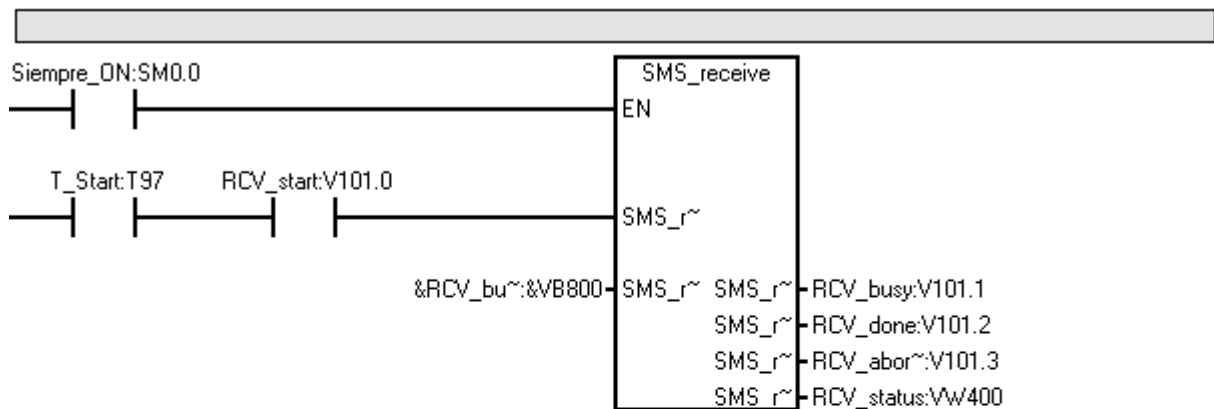 Siempre_ON:SM0.0 SMS_receive
EN
T_Start:T97 RCV_start:V101.0
SMS_r~
&RCV_bu~:&VB800 SMS_r~ SMS_r~ RCV_busy:V101.1
SMS_r~ RCV_done:V101.2
SMS_r~ RCV_abor~:V101.3
SMS_r~ RCV_status:VW400